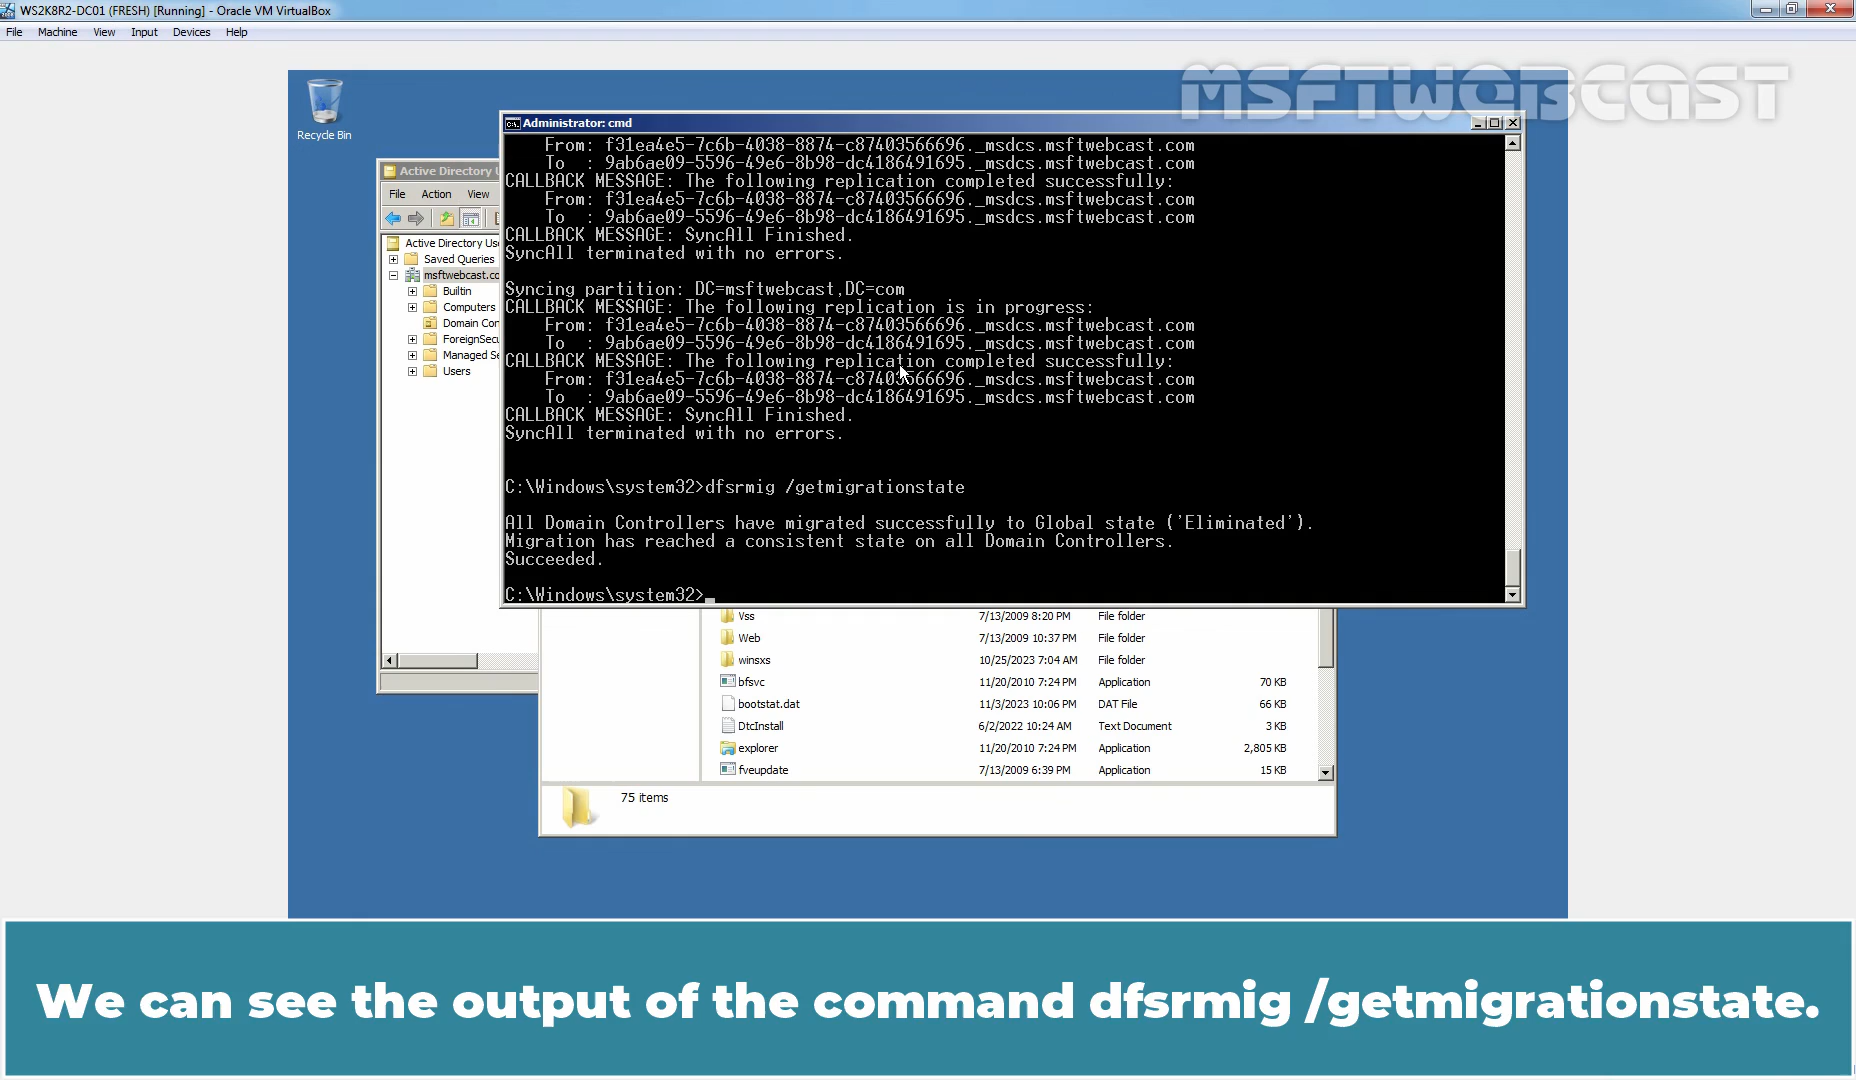 WS2K8R2-DC01 (FRESH) [Running] - Oracle VM VirtualBox
File Machine View Input Devices Help
MSFTWEBCAST
Recycle Bin
Administrator: cmd
From: f31ea4e5-7c6b-4038-8874-c87403566696._msdcs.msftwebcast.com
To : 9ab6ae09-5596-49e6-8b98-dc4186491695._msdcs.msftwebcast.com
CALLBACK MESSAGE: The following replication completed successfully:
From: f31ea4e5-7c6b-4038-8874-c87403566696._msdcs.msftwebcast.com
To : 9ab6ae09-5596-49e6-8b98-dc4186491695._msdcs.msftwebcast.com
CALLBACK MESSAGE: SyncAll Finished.
SyncAll terminated with no errors.
Syncing partition: DC=msftwebcast,DC=com
CALLBACK MESSAGE: The following replication is in progress:
From: f31ea4e5-7c6b-4038-8874-c87403566696._msdcs.msftwebcast.com
To : 9ab6ae09-5596-49e6-8b98-dc4186491695._msdcs.msftwebcast.com
CALLBACK MESSAGE: The following replication completed successfully:
From: f31ea4e5-7c6b-4038-8874-c87403566696._msdcs.msftwebcast.com
To : 9ab6ae09-5596-49e6-8b98-dc4186491695._msdcs.msftwebcast.com
CALLBACK MESSAGE: SyncAll Finished.
SyncAll terminated with no errors.
C:\Windows\system32>dfsrmig /getmigrationstate
All Domain Controllers have migrated successfully to Global state ('Eliminated').
Migration has reached a consistent state on all Domain Controllers.
Succeeded.
C:\Windows\system32>_
Active Directory U
File Action View
Active Directory Use
Saved Queries
msftwebcast.co
Builtin
Computers
Domain Con
ForeignSecu
Managed Se
Users
Vss 7/13/2009 8:20 PM File folder
Web 7/13/2009 10:37 PM File folder
winsxs 10/25/2023 7:04 AM File folder
bfsvc 11/20/2010 7:24 PM Application 70 KB
bootstat.dat 11/3/2023 10:06 PM DAT File 66 KB
DtcInstall 6/2/2022 10:24 AM Text Document 3 KB
explorer 11/20/2010 7:24 PM Application 2,805 KB
fveupdate 7/13/2009 6:39 PM Application 15 KB
75 items
We can see the output of the command dfsrmig /getmigrationstate.